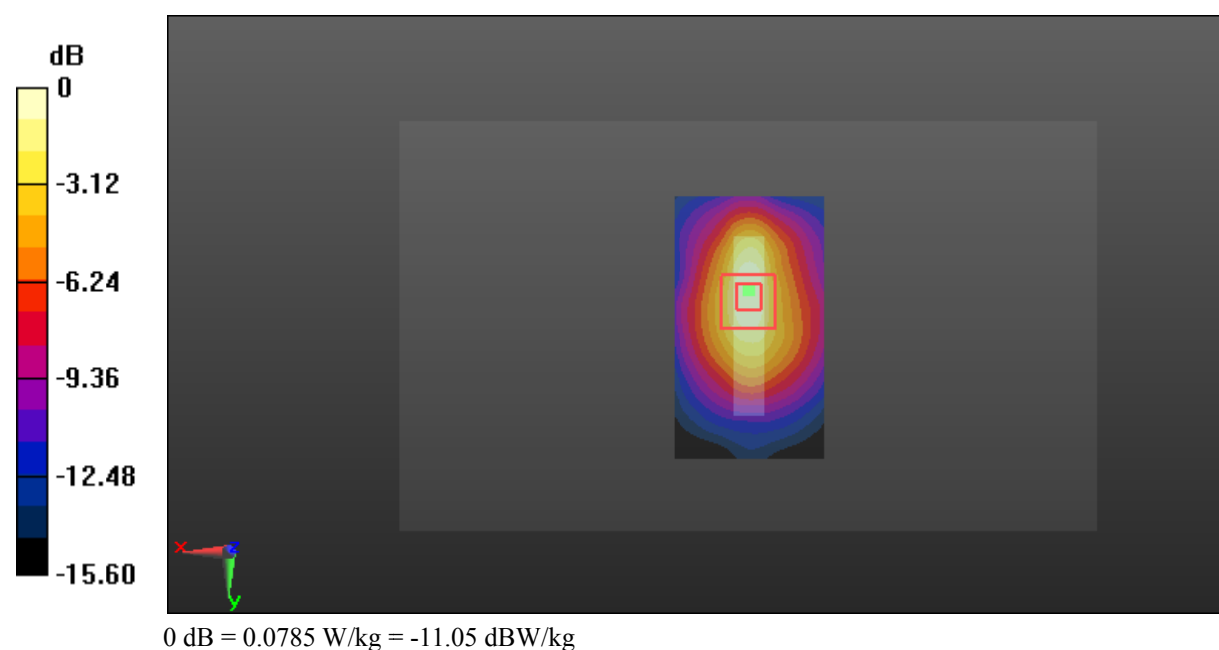 dB
0
-3.12
-6.24
-9.36
-12.48
-15.60
x
z
y
0 dB = 0.0785 W/kg = -11.05 dBW/kg